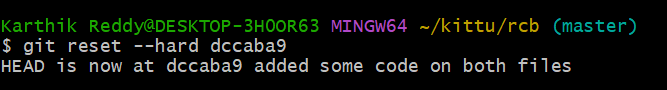 Karthik Reddy@DESKTOP-3HOOR63 MINGW64 ~/kittu/rcb (master)
$ git reset --hard dccaba9
HEAD is now at dccaba9 added some code on both files